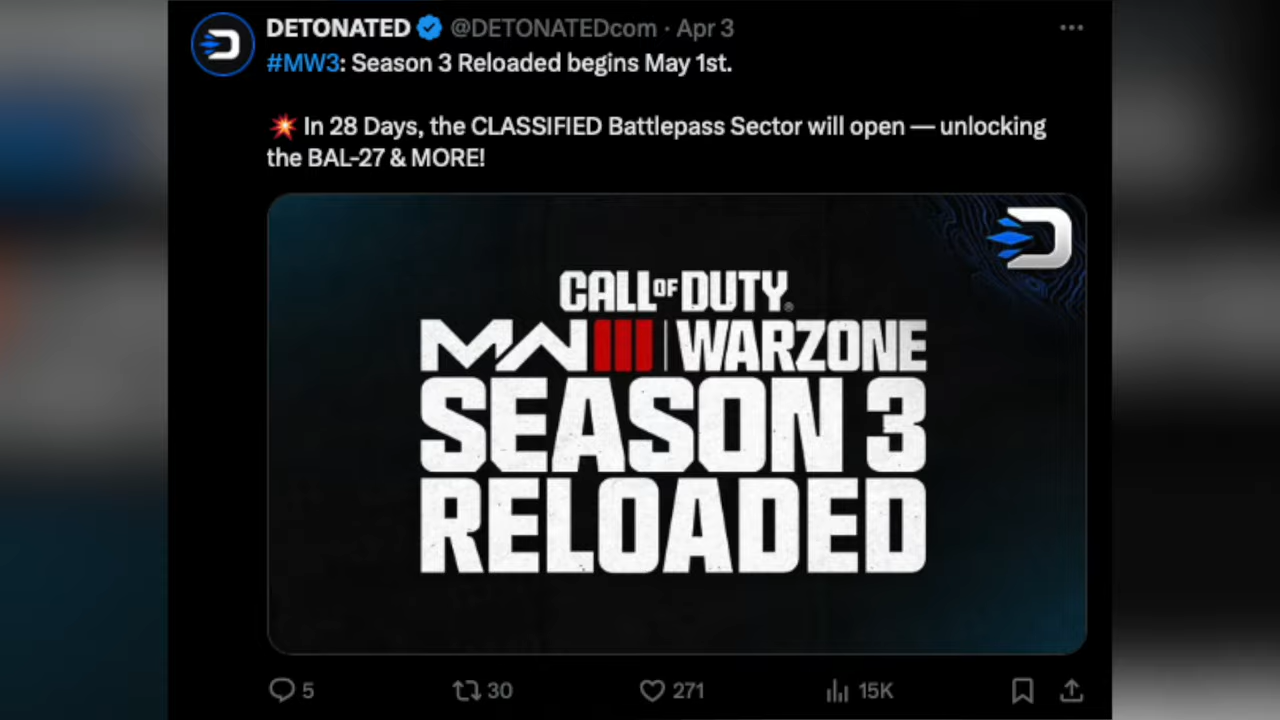 DETONATED @DETONATEDcom · Apr 3
#MW3: Season 3 Reloaded begins May 1st.
💥 In 28 Days, the CLASSIFIED Battlepass Sector will open — unlocking
the BAL-27 & MORE!
CALL OF DUTY®
MWIII | WARZONE
SEASON 3
RELOADED
5 30 271 15K